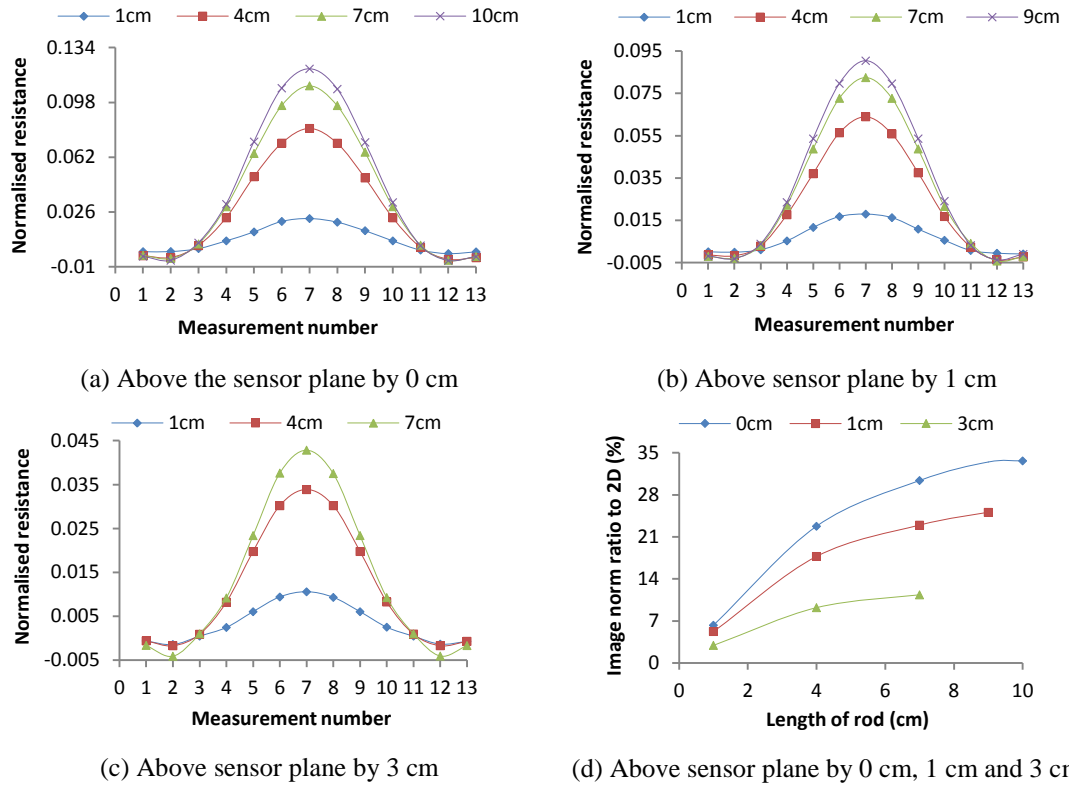 1cm 4cm 7cm 10cm
Normalised resistance
0.134
0.098
0.062
0.026
-0.01
0 1 2 3 4 5 6 7 8 9 10 11 12 13
Measurement number
(a) Above the sensor plane by 0 cm
1cm 4cm 7cm 9cm
Normalised resistance
0.095
0.075
0.055
0.035
0.015
-0.005
0 1 2 3 4 5 6 7 8 9 10 11 12 13
Measurement number
(b) Above sensor plane by 1 cm
1cm 4cm 7cm
Normalised resistance
0.045
0.035
0.025
0.015
0.005
-0.005
0 1 2 3 4 5 6 7 8 9 10 11 12 13
Measurement number
(c) Above sensor plane by 3 cm
0cm 1cm 3cm
Image norm ratio to 2D (%)
35
28
21
14
7
0
0 2 4 6 8 10
Length of rod (cm)
(d) Above sensor plane by 0 cm, 1 cm and 3 cm